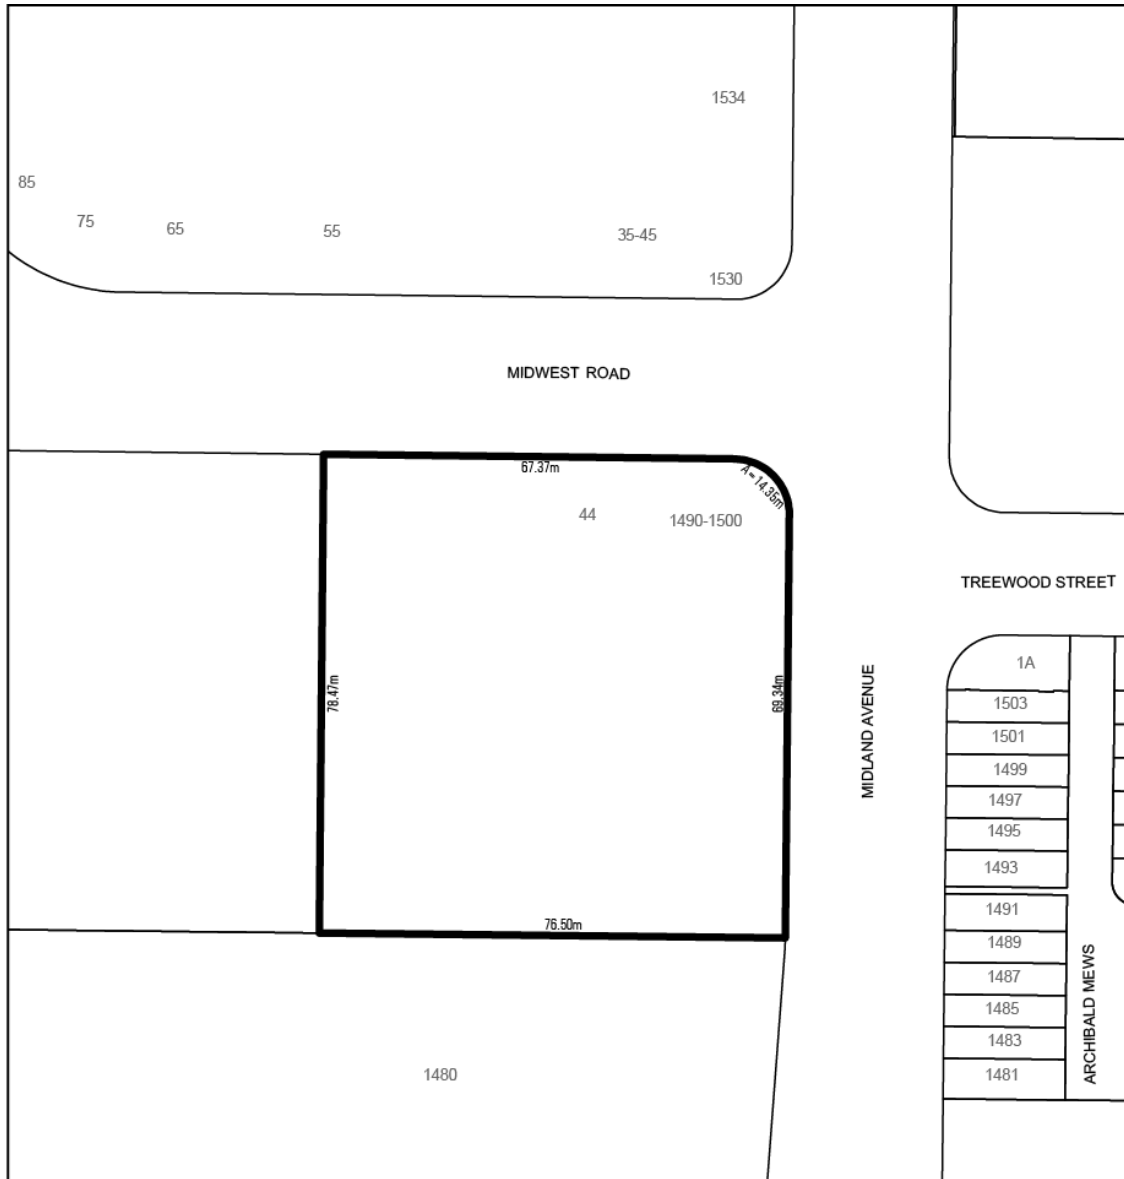 1534
85
75
65
55
35-45
1530
MIDWEST ROAD
67.37m
A = 14.35m
44
1490-1500
TREEWOOD STREET
78.47m
69.34m
MIDLAND AVENUE
1A
1503
1501
1499
1497
1495
1493
76.50m
1491
1489
1487
1485
1483
1481
ARCHIBALD MEWS
1480